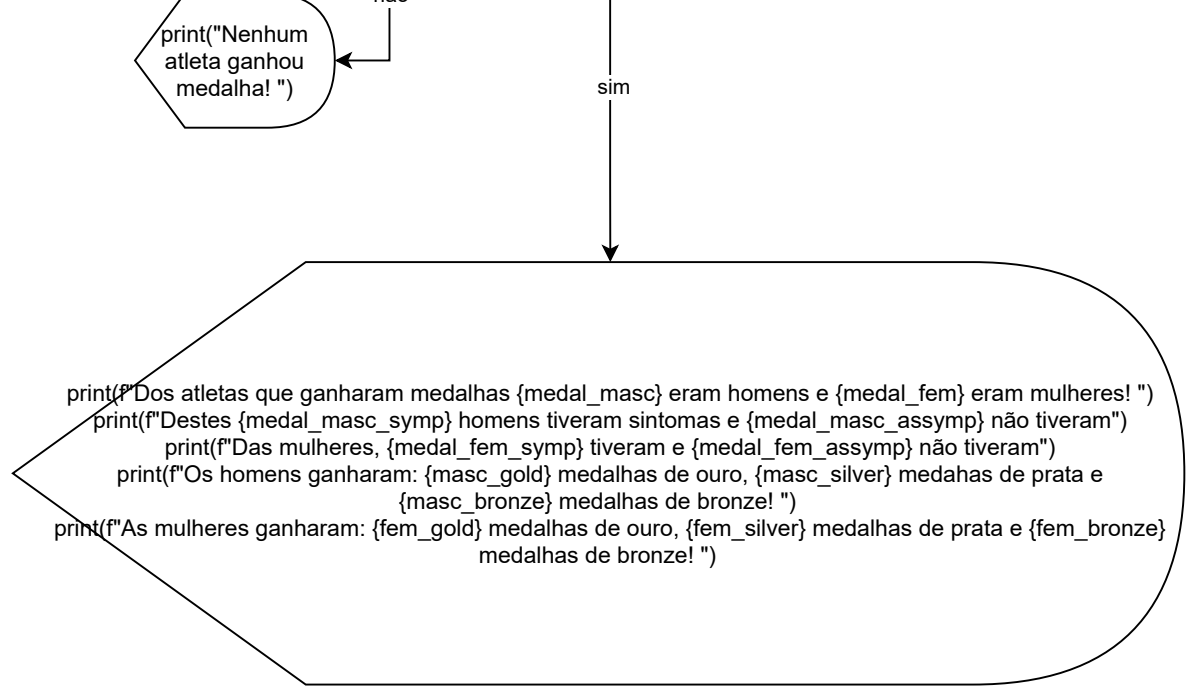 não
print("Nenhum
atleta ganhou
medalha! ")
sim
print(f"Dos atletas que ganharam medalhas {medal_masc} eram homens e {medal_fem} eram mulheres! ")
print(f"Destes {medal_masc_symp} homens tiveram sintomas e {medal_masc_assymp} não tiveram")
print(f"Das mulheres, {medal_fem_symp} tiveram e {medal_fem_assymp} não tiveram")
print(f"Os homens ganharam: {masc_gold} medalhas de ouro, {masc_silver} medahas de prata e
{masc_bronze} medalhas de bronze! ")
print(f"As mulheres ganharam: {fem_gold} medalhas de ouro, {fem_silver} medalhas de prata e {fem_bronze}
medalhas de bronze! ")